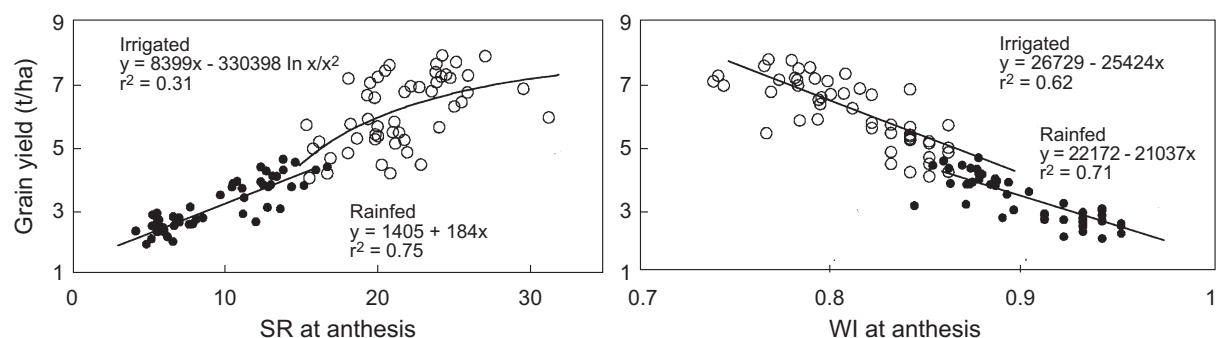 Grain yield (t/ha)
9
7
5
3
1
Irrigated
y = 8399x - 330398 ln x/x²
r² = 0.31
Rainfed
y = 1405 + 184x
r² = 0.75
0 10 20 30
SR at anthesis
9
7
5
3
1
Irrigated
y = 26729 - 25424x
r² = 0.62
Rainfed
y = 22172 - 21037x
r² = 0.71
0.7 0.8 0.9 1
WI at anthesis